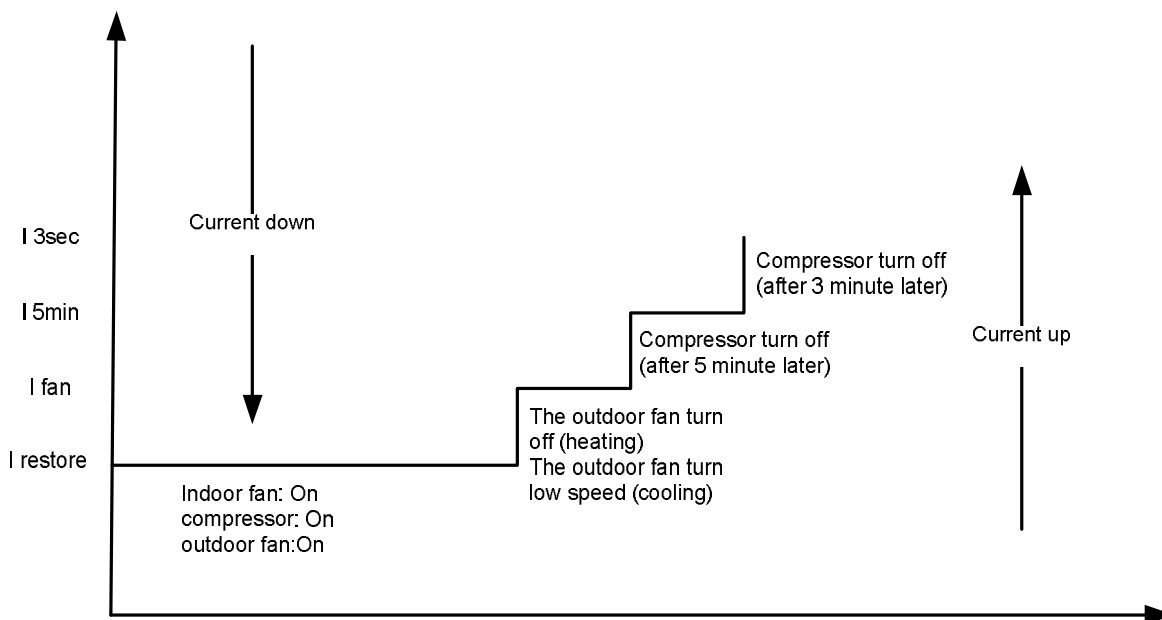 Current down
I 3sec
I 5min
I fan
I restore
Compressor turn off
(after 3 minute later)
Compressor turn off
(after 5 minute later)
Current up
The outdoor fan turn
off (heating)
The outdoor fan turn
low speed (cooling)
Indoor fan: On
compressor: On
outdoor fan:On